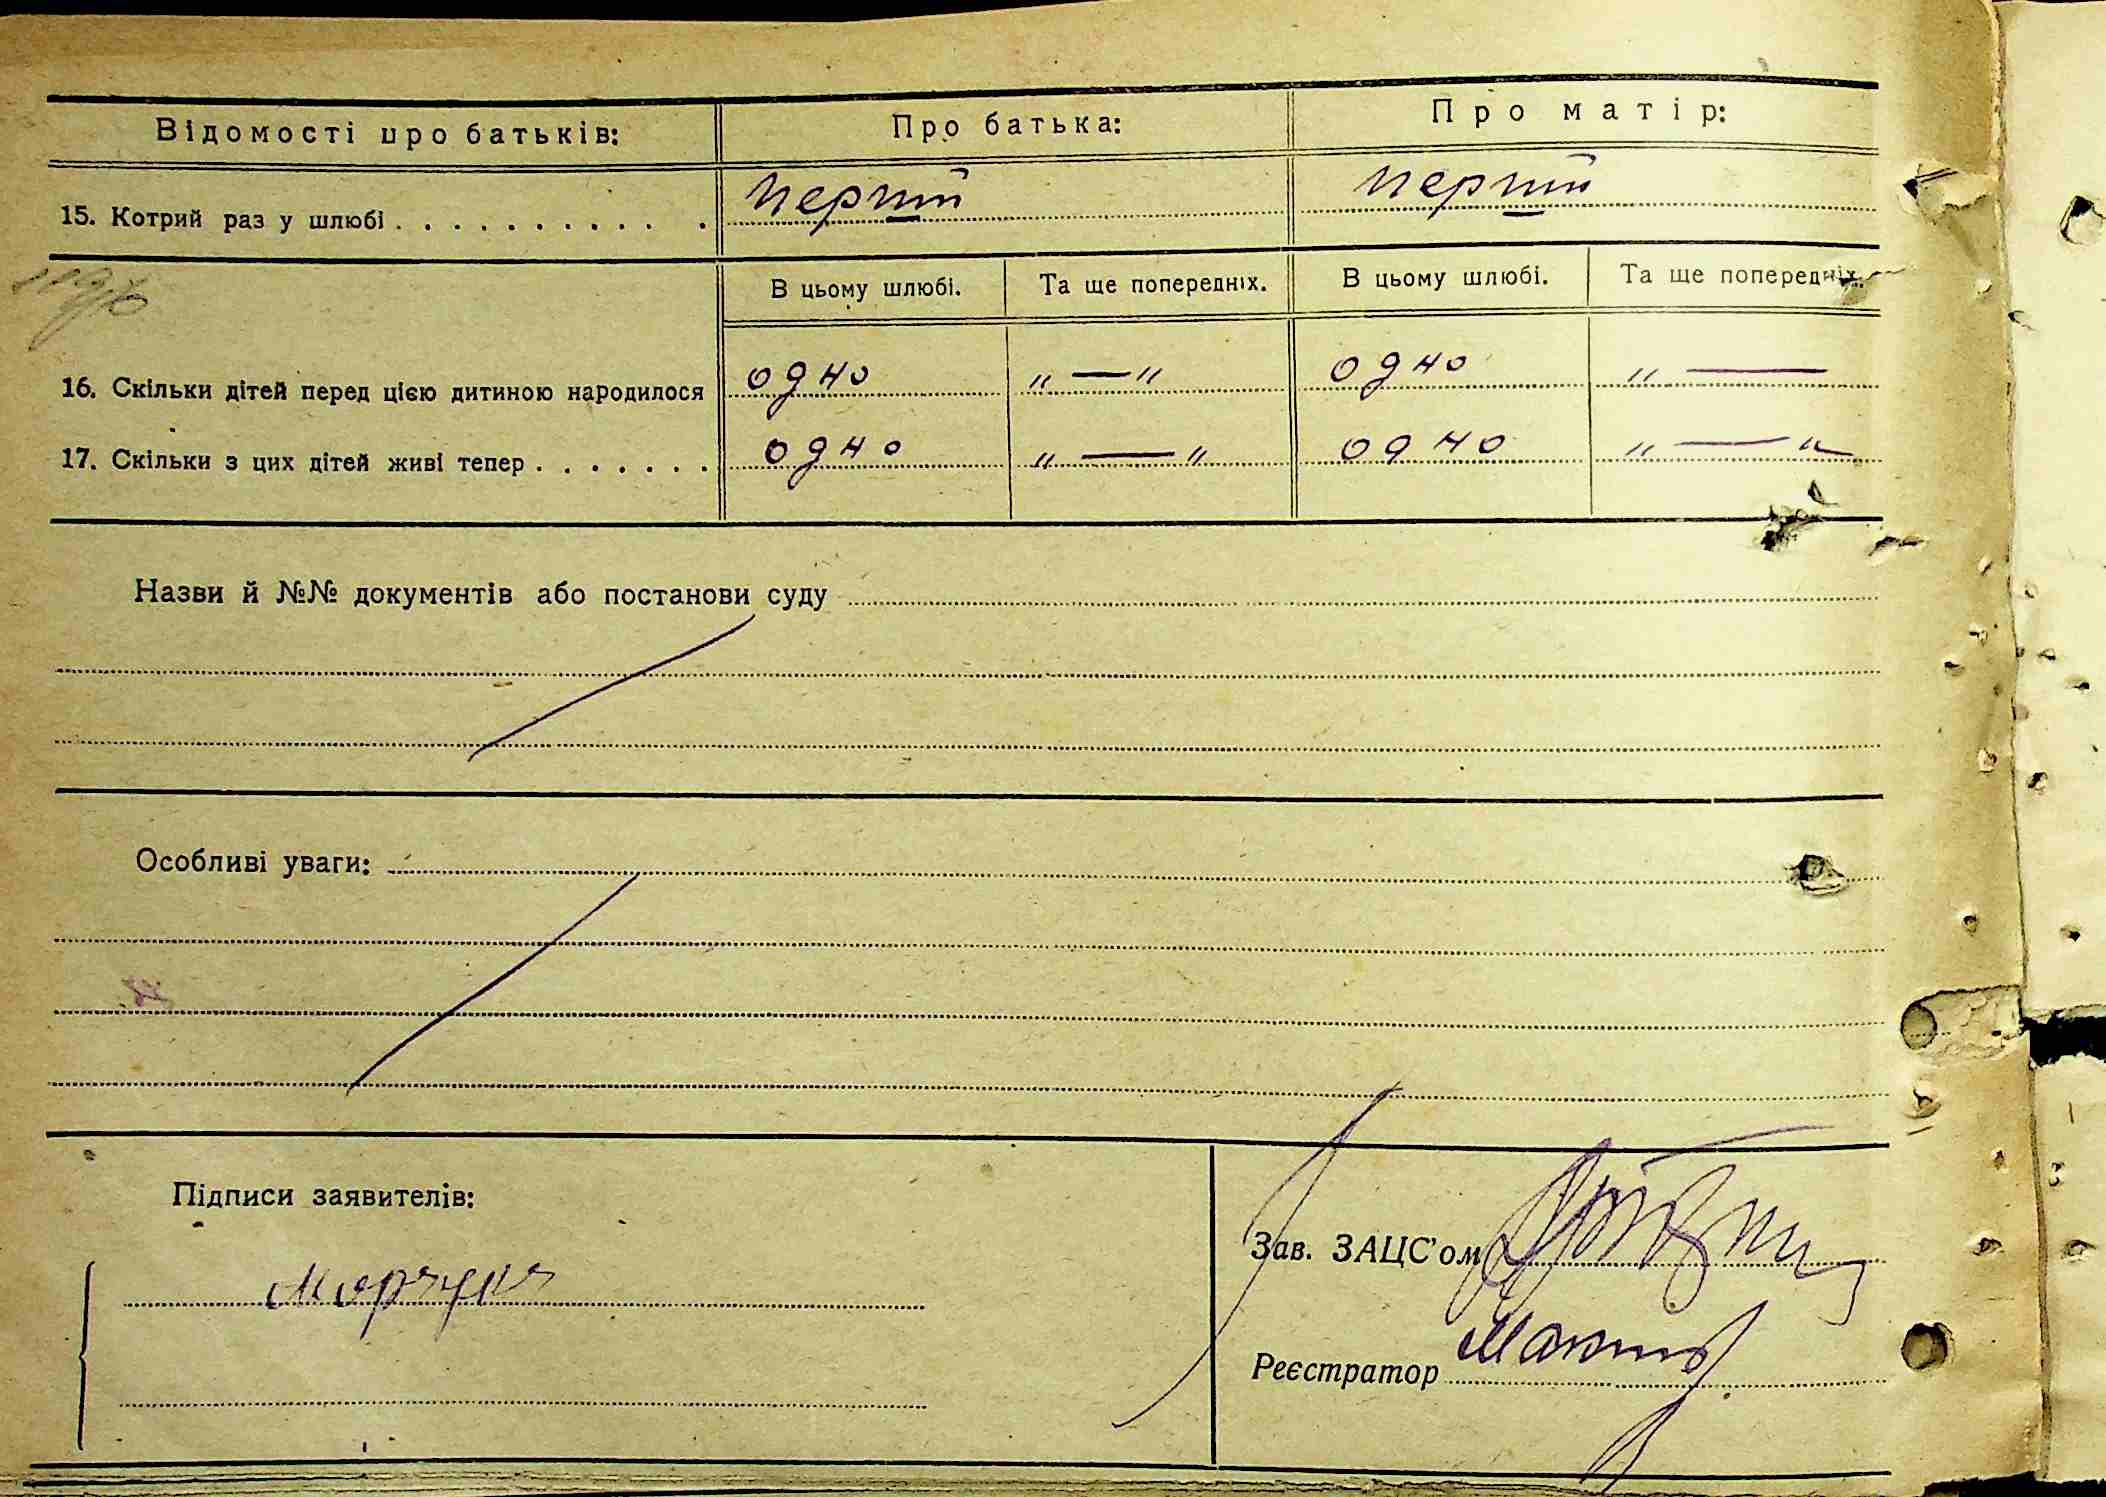 Відомості про батьків: Про батька: Про матір:
15. Котрий раз у шлюбі . . . . . . . . . . . перший перший
В цьому шлюбі. Та ще попередніх. В цьому шлюбі. Та ще попередніх.
16. Скільки дітей перед цією дитиною народилося одно „—“ одно „—
17. Скільки з цих дітей живі тепер . . . . . . . одно „—“ одно „—“
Назви й №№ документів або постанови суду
Особливі уваги:
Підписи заявителів:
Зав. ЗАЦС'ом
Реєстратор